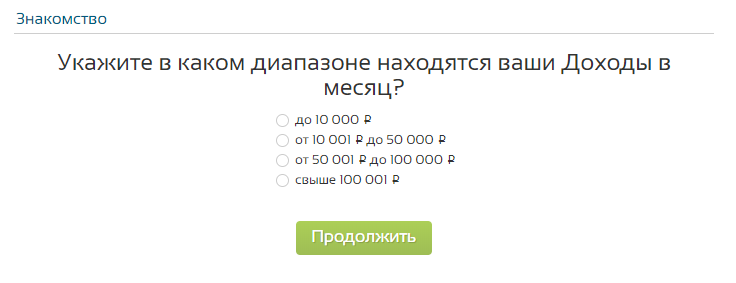 Знакомство
Укажите в каком диапазоне находятся ваши Доходы в
месяц?
до 10 000 ₽
от 10 001 ₽ до 50 000 ₽
от 50 001 ₽ до 100 000 ₽
свыше 100 001 ₽
Продолжить